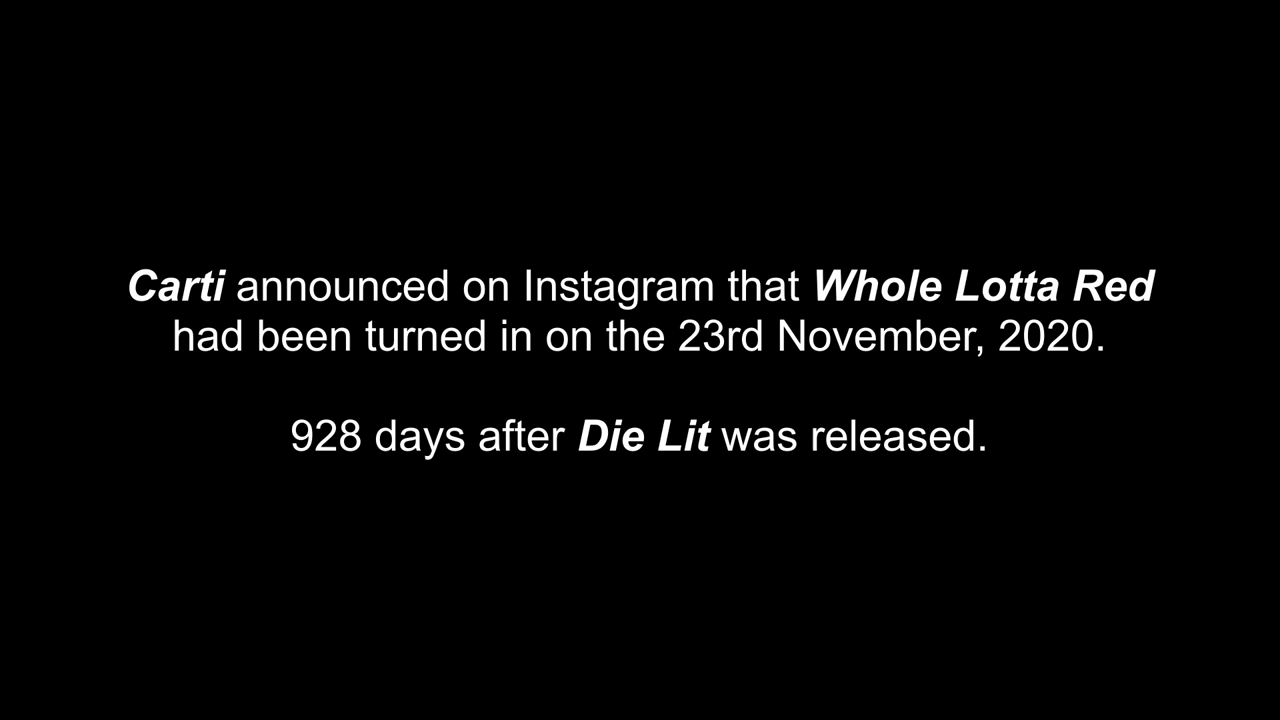 Carti announced on Instagram that Whole Lotta Red
had been turned in on the 23rd November, 2020.
928 days after Die Lit was released.